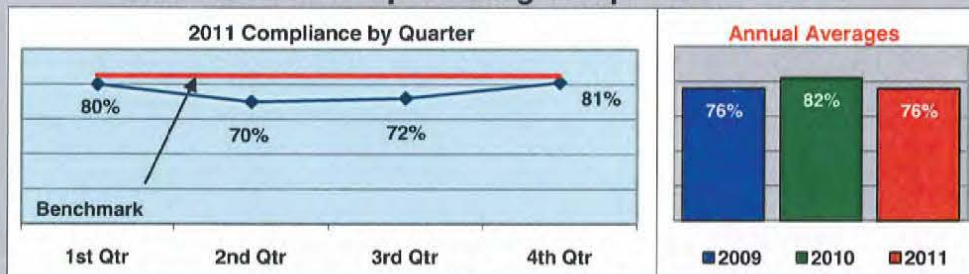 2011 Compliance by Quarter
80%
70%
72%
81%
Benchmark
1st Qtr
2nd Qtr
3rd Qtr
4th Qtr
Annual Averages
76%
82%
76%
2009
2010
2011